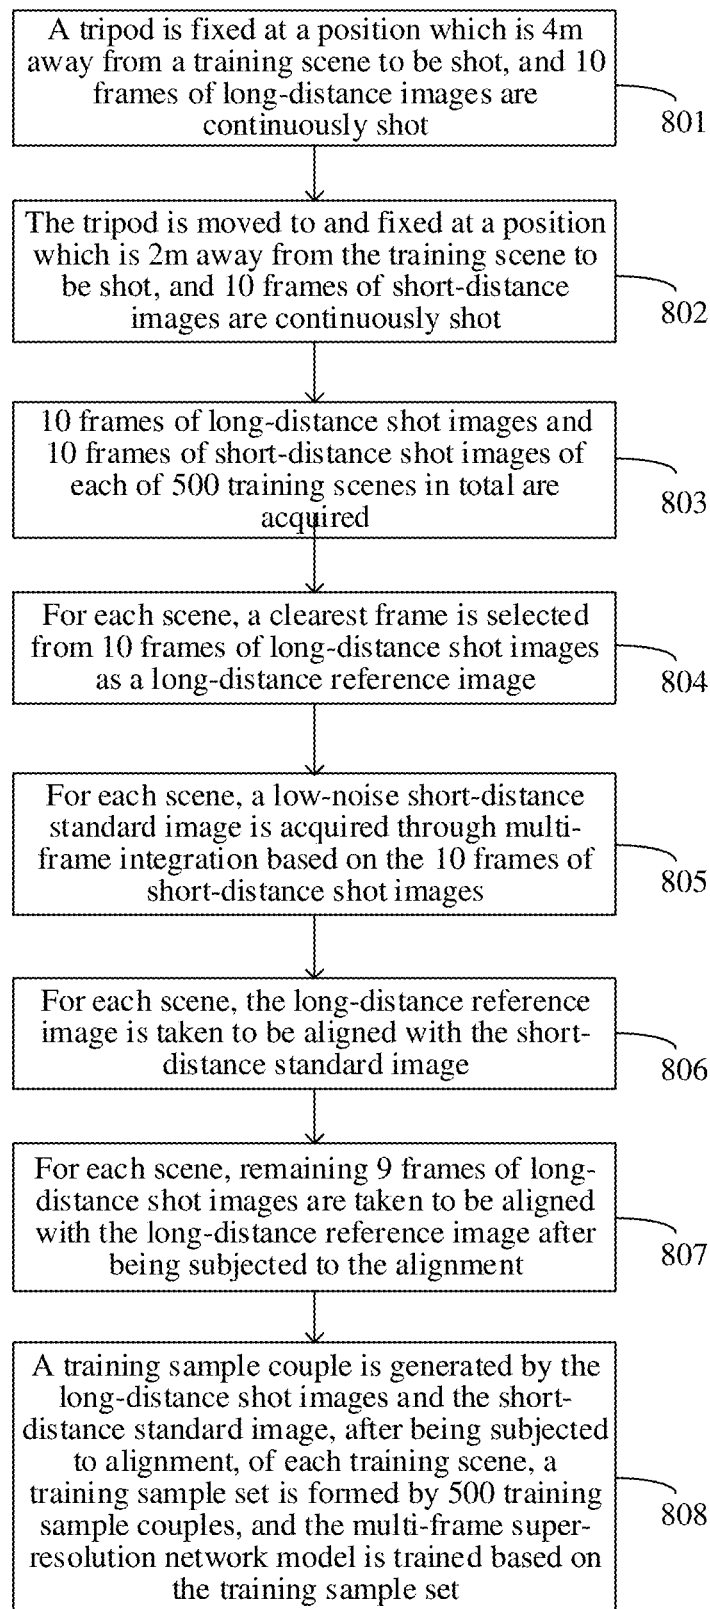 A tripod is fixed at a position which is 4m
away from a training scene to be shot, and 10
frames of long-distance images are
continuously shot
801
The tripod is moved to and fixed at a position
which is 2m away from the training scene to
be shot, and 10 frames of short-distance
images are continuously shot
802
10 frames of long-distance shot images and
10 frames of short-distance shot images of
each of 500 training scenes in total are
acquired
803
For each scene, a clearest frame is selected
from 10 frames of long-distance shot images
as a long-distance reference image
804
For each scene, a low-noise short-distance
standard image is acquired through multi-
frame integration based on the 10 frames of
short-distance shot images
805
For each scene, the long-distance reference
image is taken to be aligned with the short-
distance standard image
806
For each scene, remaining 9 frames of long-
distance shot images are taken to be aligned
with the long-distance reference image after
being subjected to the alignment
807
A training sample couple is generated by the
long-distance shot images and the short-
distance standard image, after being subjected
to alignment, of each training scene, a
training sample set is formed by 500 training
sample couples, and the multi-frame super-
resolution network model is trained based on
the training sample set
808